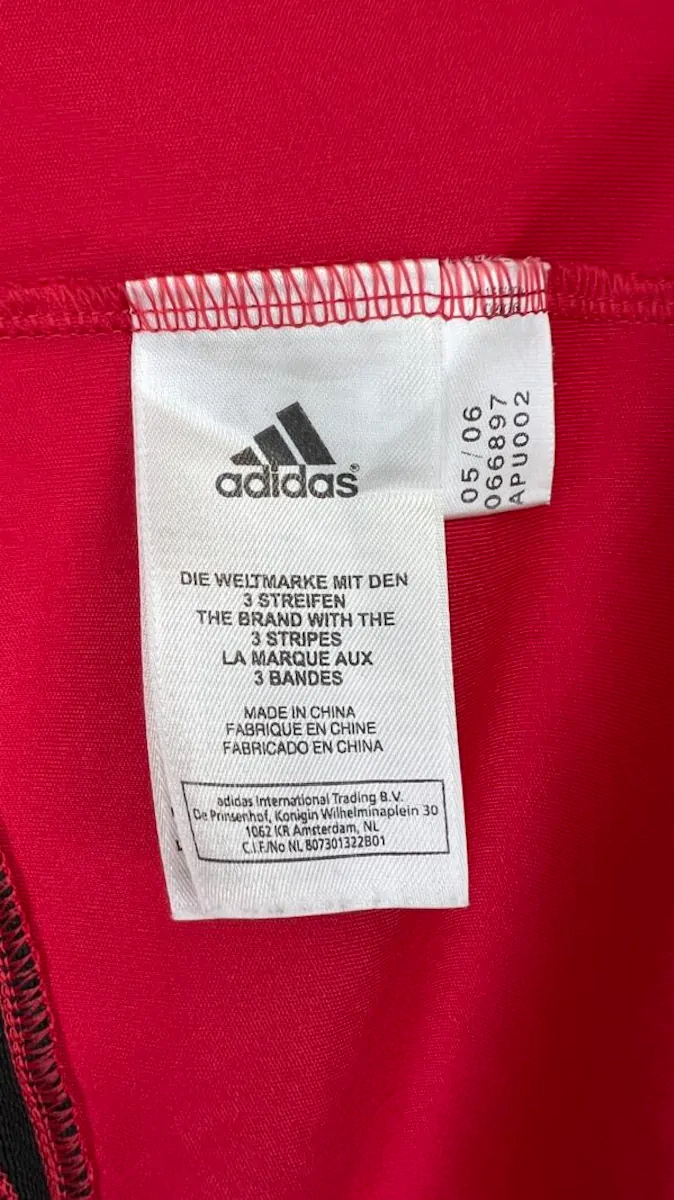 adidas®
DIE WELTMARKE MIT DEN
3 STREIFEN
THE BRAND WITH THE
3 STRIPES
LA MARQUE AUX
3 BANDES
MADE IN CHINA
FABRIQUE EN CHINE
FABRICADO EN CHINA
adidas International Trading B.V.
De Prinsenhof, Konigin Wilhelminaplein 30
1062 KR Amsterdam, NL
C.I.F./No NL 807301322B01
05/06
066897
APU002